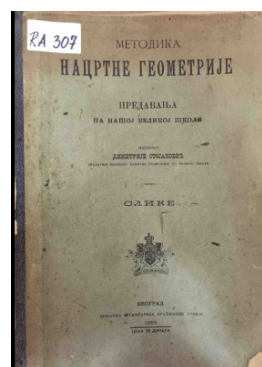 RA 307
МЕТОДИКА
НАЦРТНЕ ГЕОМЕТРИЈЕ
ПРЕДАВАЊА
НА НАШОЈ ВЕЛИКОЈ ШКОЛИ
ДИМИТРИЈЕ СТОЈАНОВИЋ
СЛИКЕ
БЕОГРАД